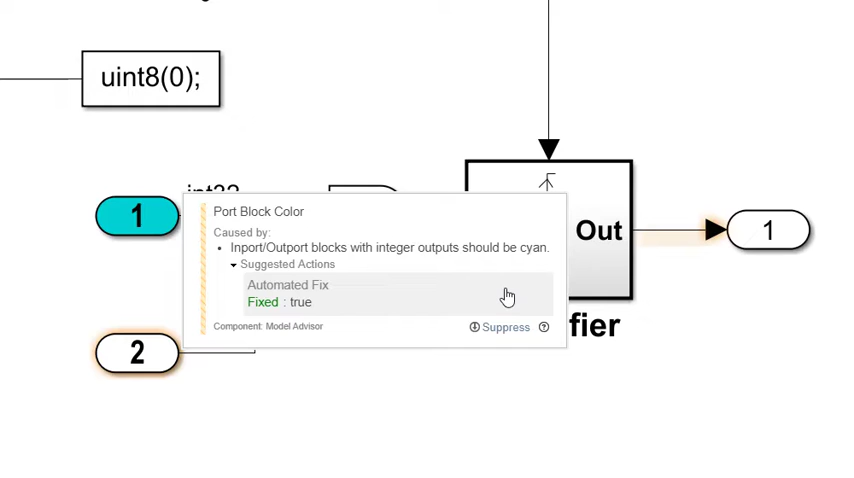 uint8(0);
1
int32
Port Block Color
Caused by:
• Inport/Outport blocks with integer outputs should be cyan.
Suggested Actions
Automated Fix
Fixed : true
Component: Model Advisor
Suppress
Out
1
2
fier